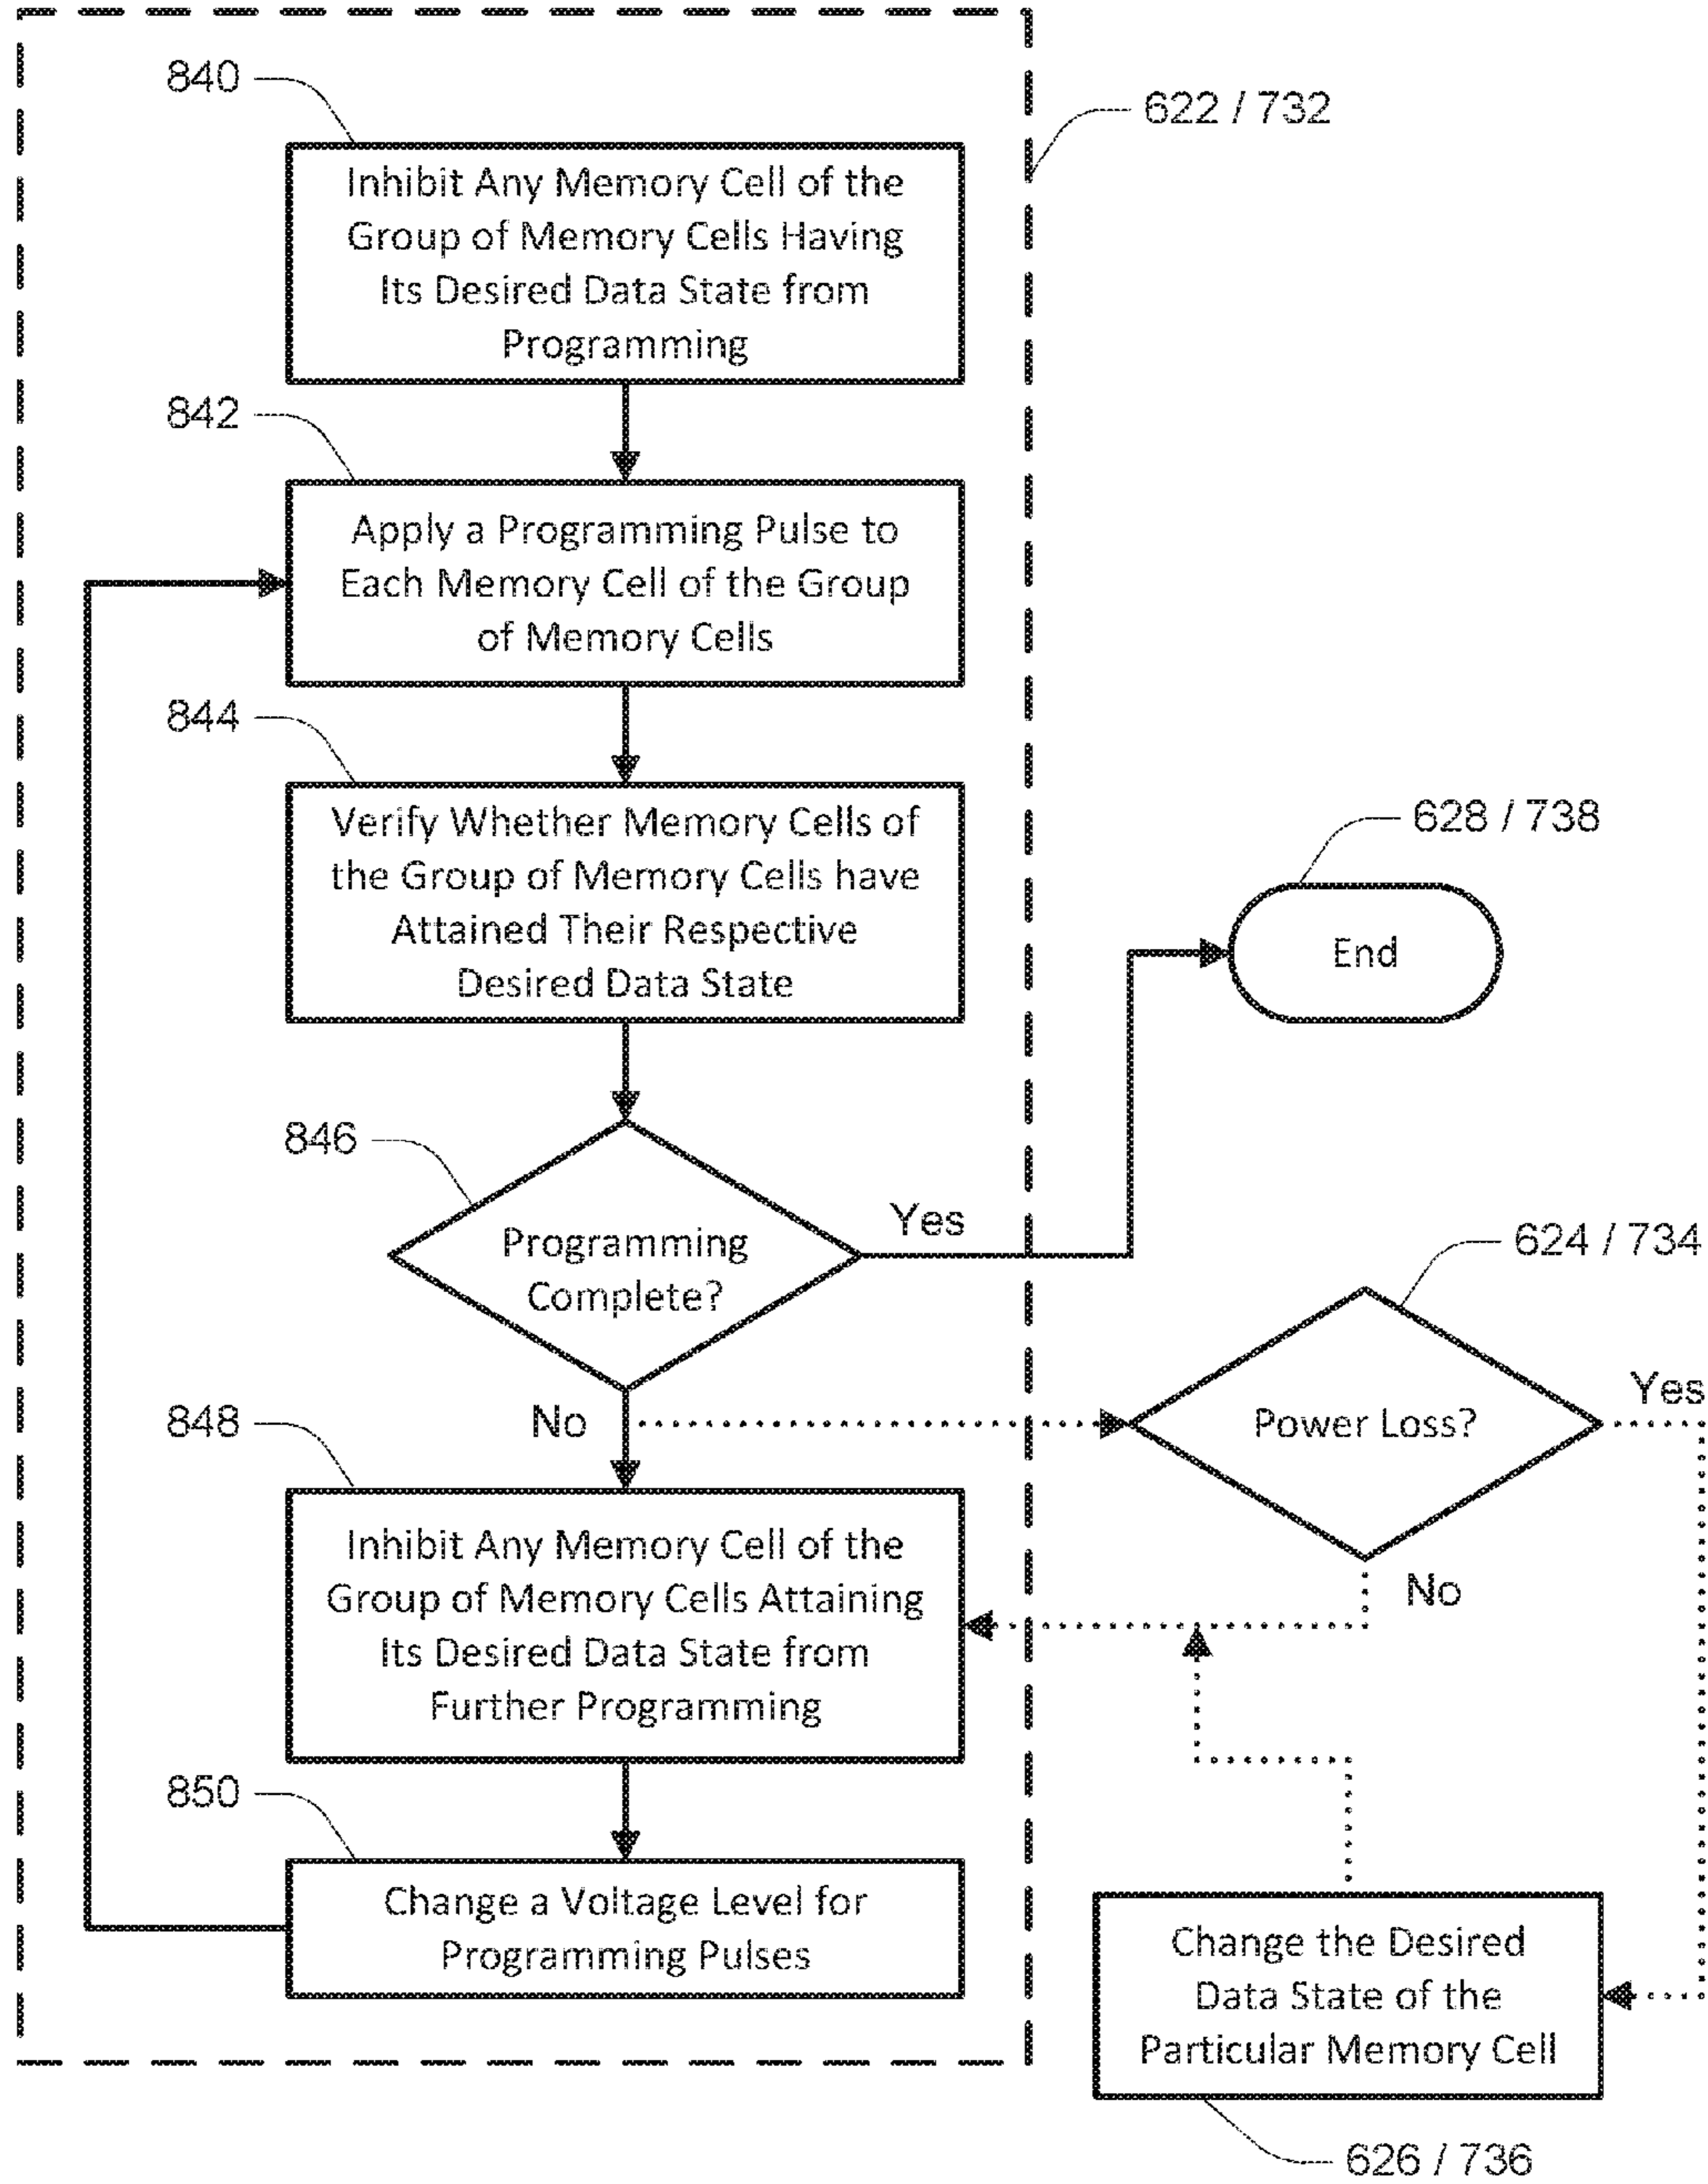 840
622 / 732
Inhibit Any Memory Cell of the
Group of Memory Cells Having
Its Desired Data State from
Programming
842
Apply a Programming Pulse to
Each Memory Cell of the Group
of Memory Cells
844
Verify Whether Memory Cells of
the Group of Memory Cells have
Attained Their Respective
Desired Data State
628 / 738
End
846
Programming
Complete?
Yes
No
624 / 734
Power Loss?
Yes
No
848
Inhibit Any Memory Cell of the
Group of Memory Cells Attaining
Its Desired Data State from
Further Programming
850
Change a Voltage Level for
Programming Pulses
Change the Desired
Data State of the
Particular Memory Cell
626 / 736